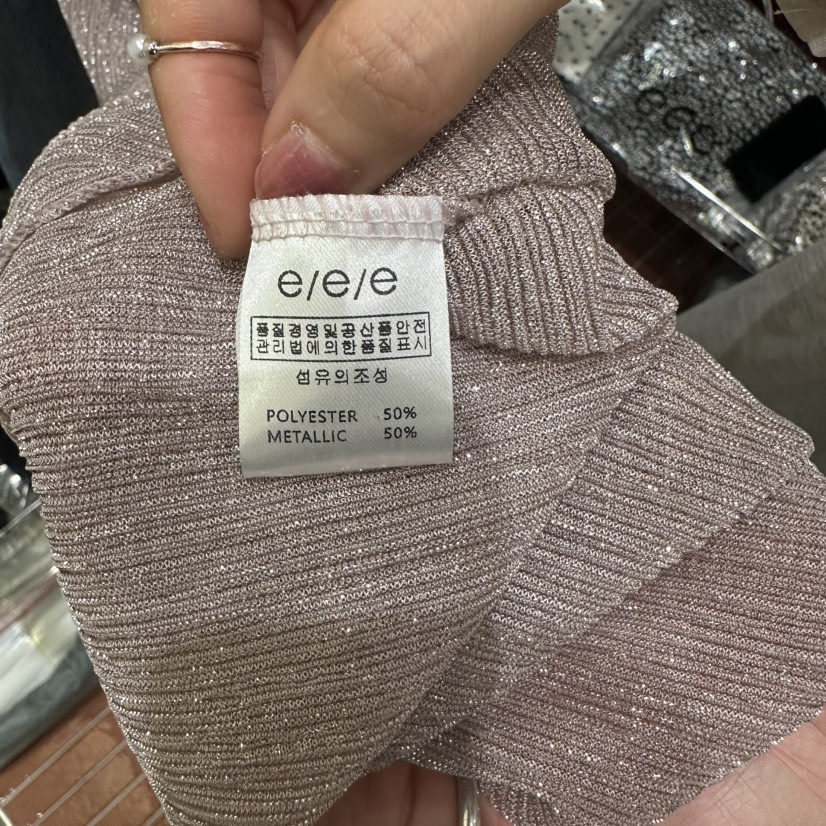 e/e/e
품질경영및공산품안전
관리법에의한품질표시
섬유의조성
POLYESTER 50%
METALLIC 50%
eee